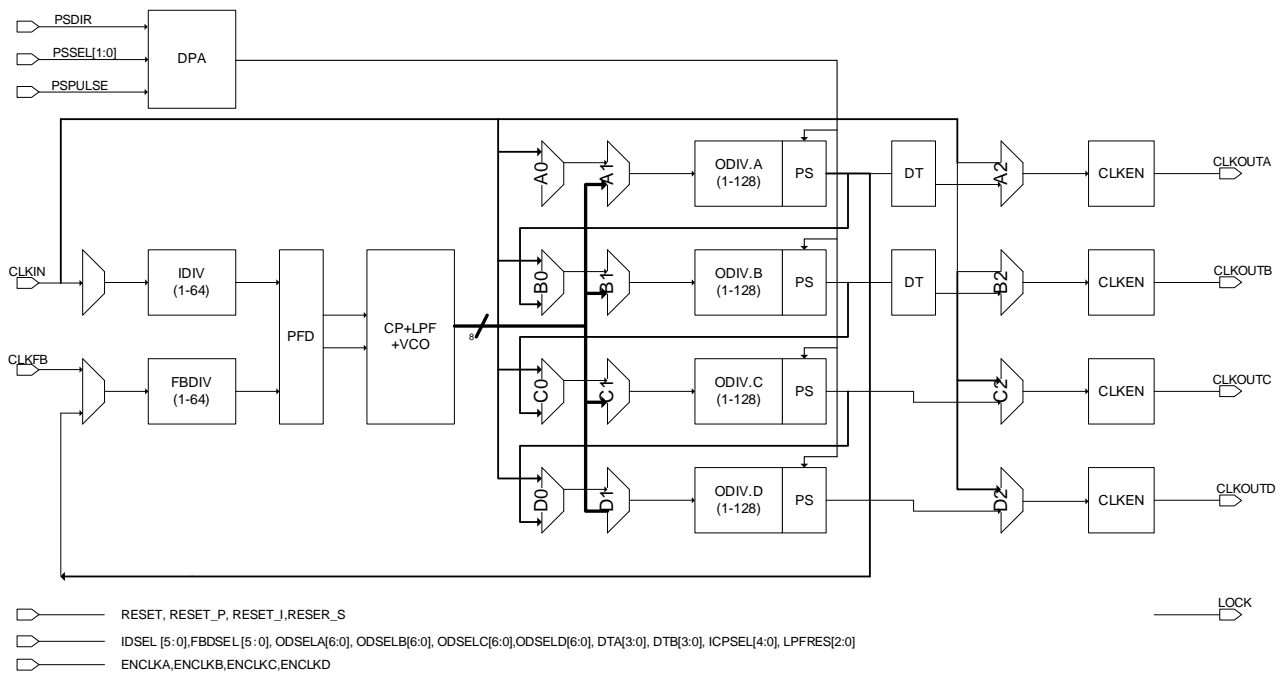 PSDIR
PSSEL[1:0]
PSPULSE
DPA
A0
A1
ODIV.A
(1-128)
PS
DT
A2
CLKEN
CLKOUTA
CLKIN
IDIV
(1-64)
B0
B1
ODIV.B
(1-128)
PS
DT
B2
CLKEN
CLKOUTB
PFD
CP+LPF
+VCO
8
CLKFB
FBDIV
(1-64)
C0
C1
ODIV.C
(1-128)
PS
C2
CLKEN
CLKOUTC
D0
D1
ODIV.D
(1-128)
PS
D2
CLKEN
CLKOUTD
RESET, RESET_P, RESET_I,RESER_S
LOCK
IDSEL [5:0],FBDSEL [5:0], ODSELA[6:0], ODSELB[6:0], ODSELC[6:0],ODSELD[6:0], DTA[3:0], DTB[3:0], ICPSEL[4:0], LPFRES[2:0]
ENCLKA,ENCLKB,ENCLKC,ENCLKD